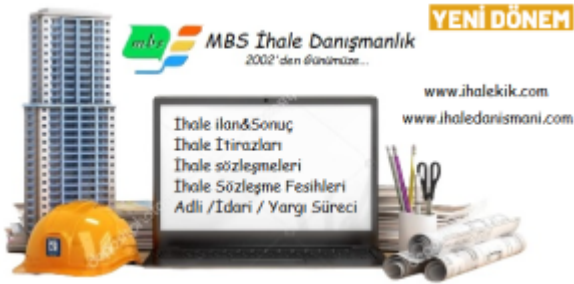 YENİ DÖNEM
mbs
MBS İhale Danışmanlık
2002'den Günümüze...
www.ihalekik.com
www.ihaledanismani.com
İhale ilan&Sonuç
İhale İtirazları
İhale sözleşmeleri
İhale Sözleşme Fesihleri
Adli /İdari / Yargı Süreci